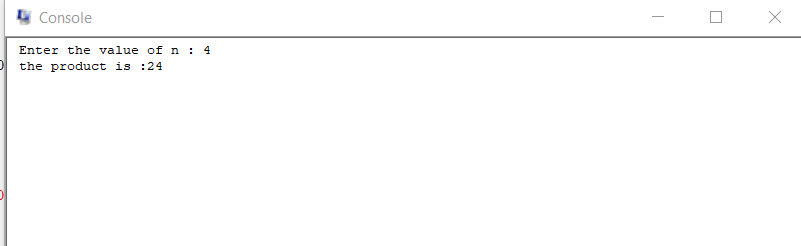 Console
Enter the value of n : 4
the product is :24